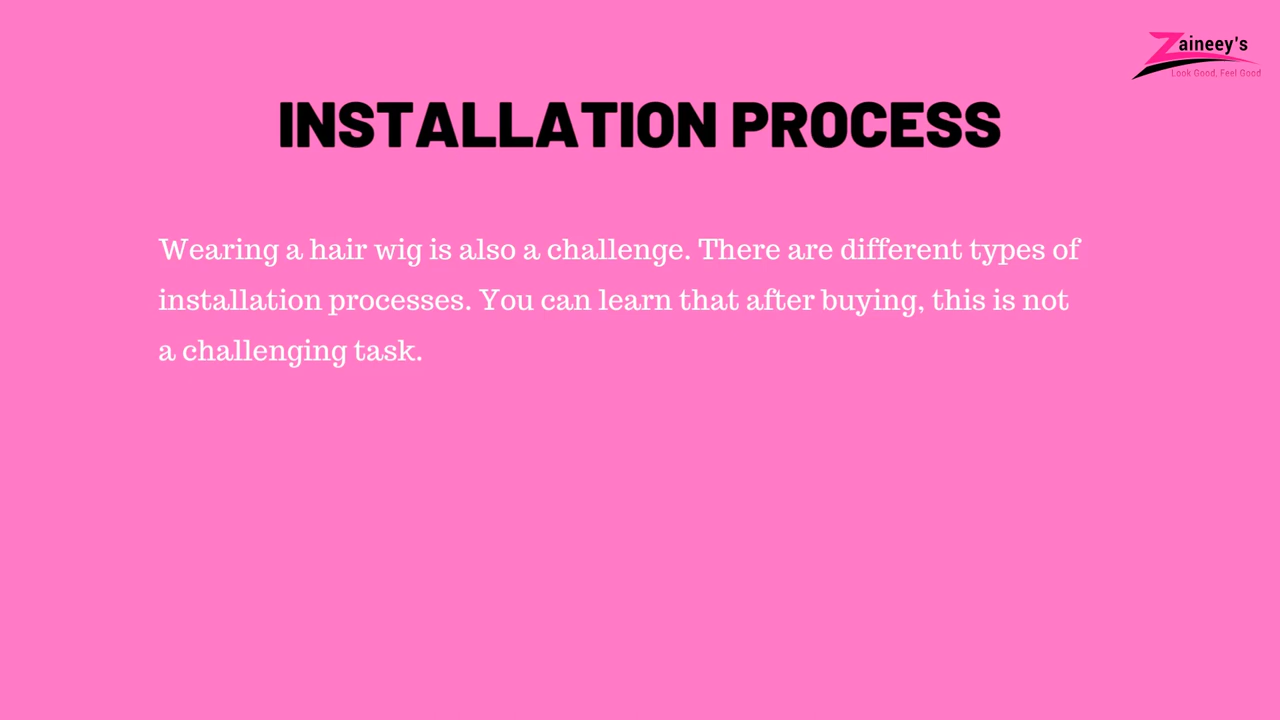 Zaineey's
Look Good, Feel Good
INSTALLATION PROCESS
Wearing a hair wig is also a challenge. There are different types of
installation processes. You can learn that after buying, this is not
a challenging task.